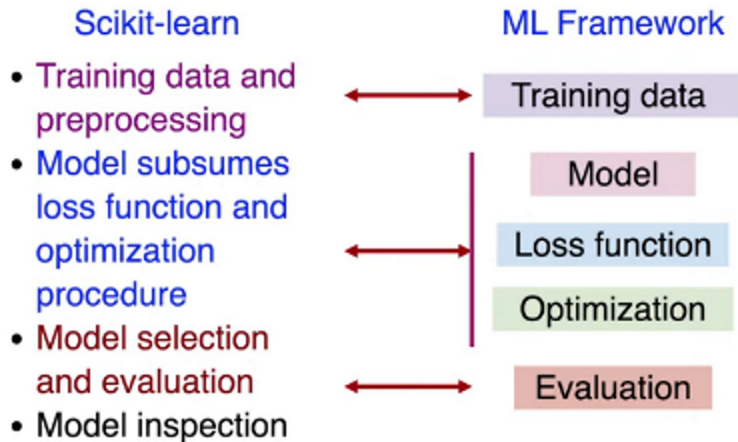 Scikit-learn
• Training data and
preprocessing
• Model subsumes
loss function and
optimization
procedure
• Model selection
and evaluation
• Model inspection
ML Framework
Training data
Model
Loss function
Optimization
Evaluation